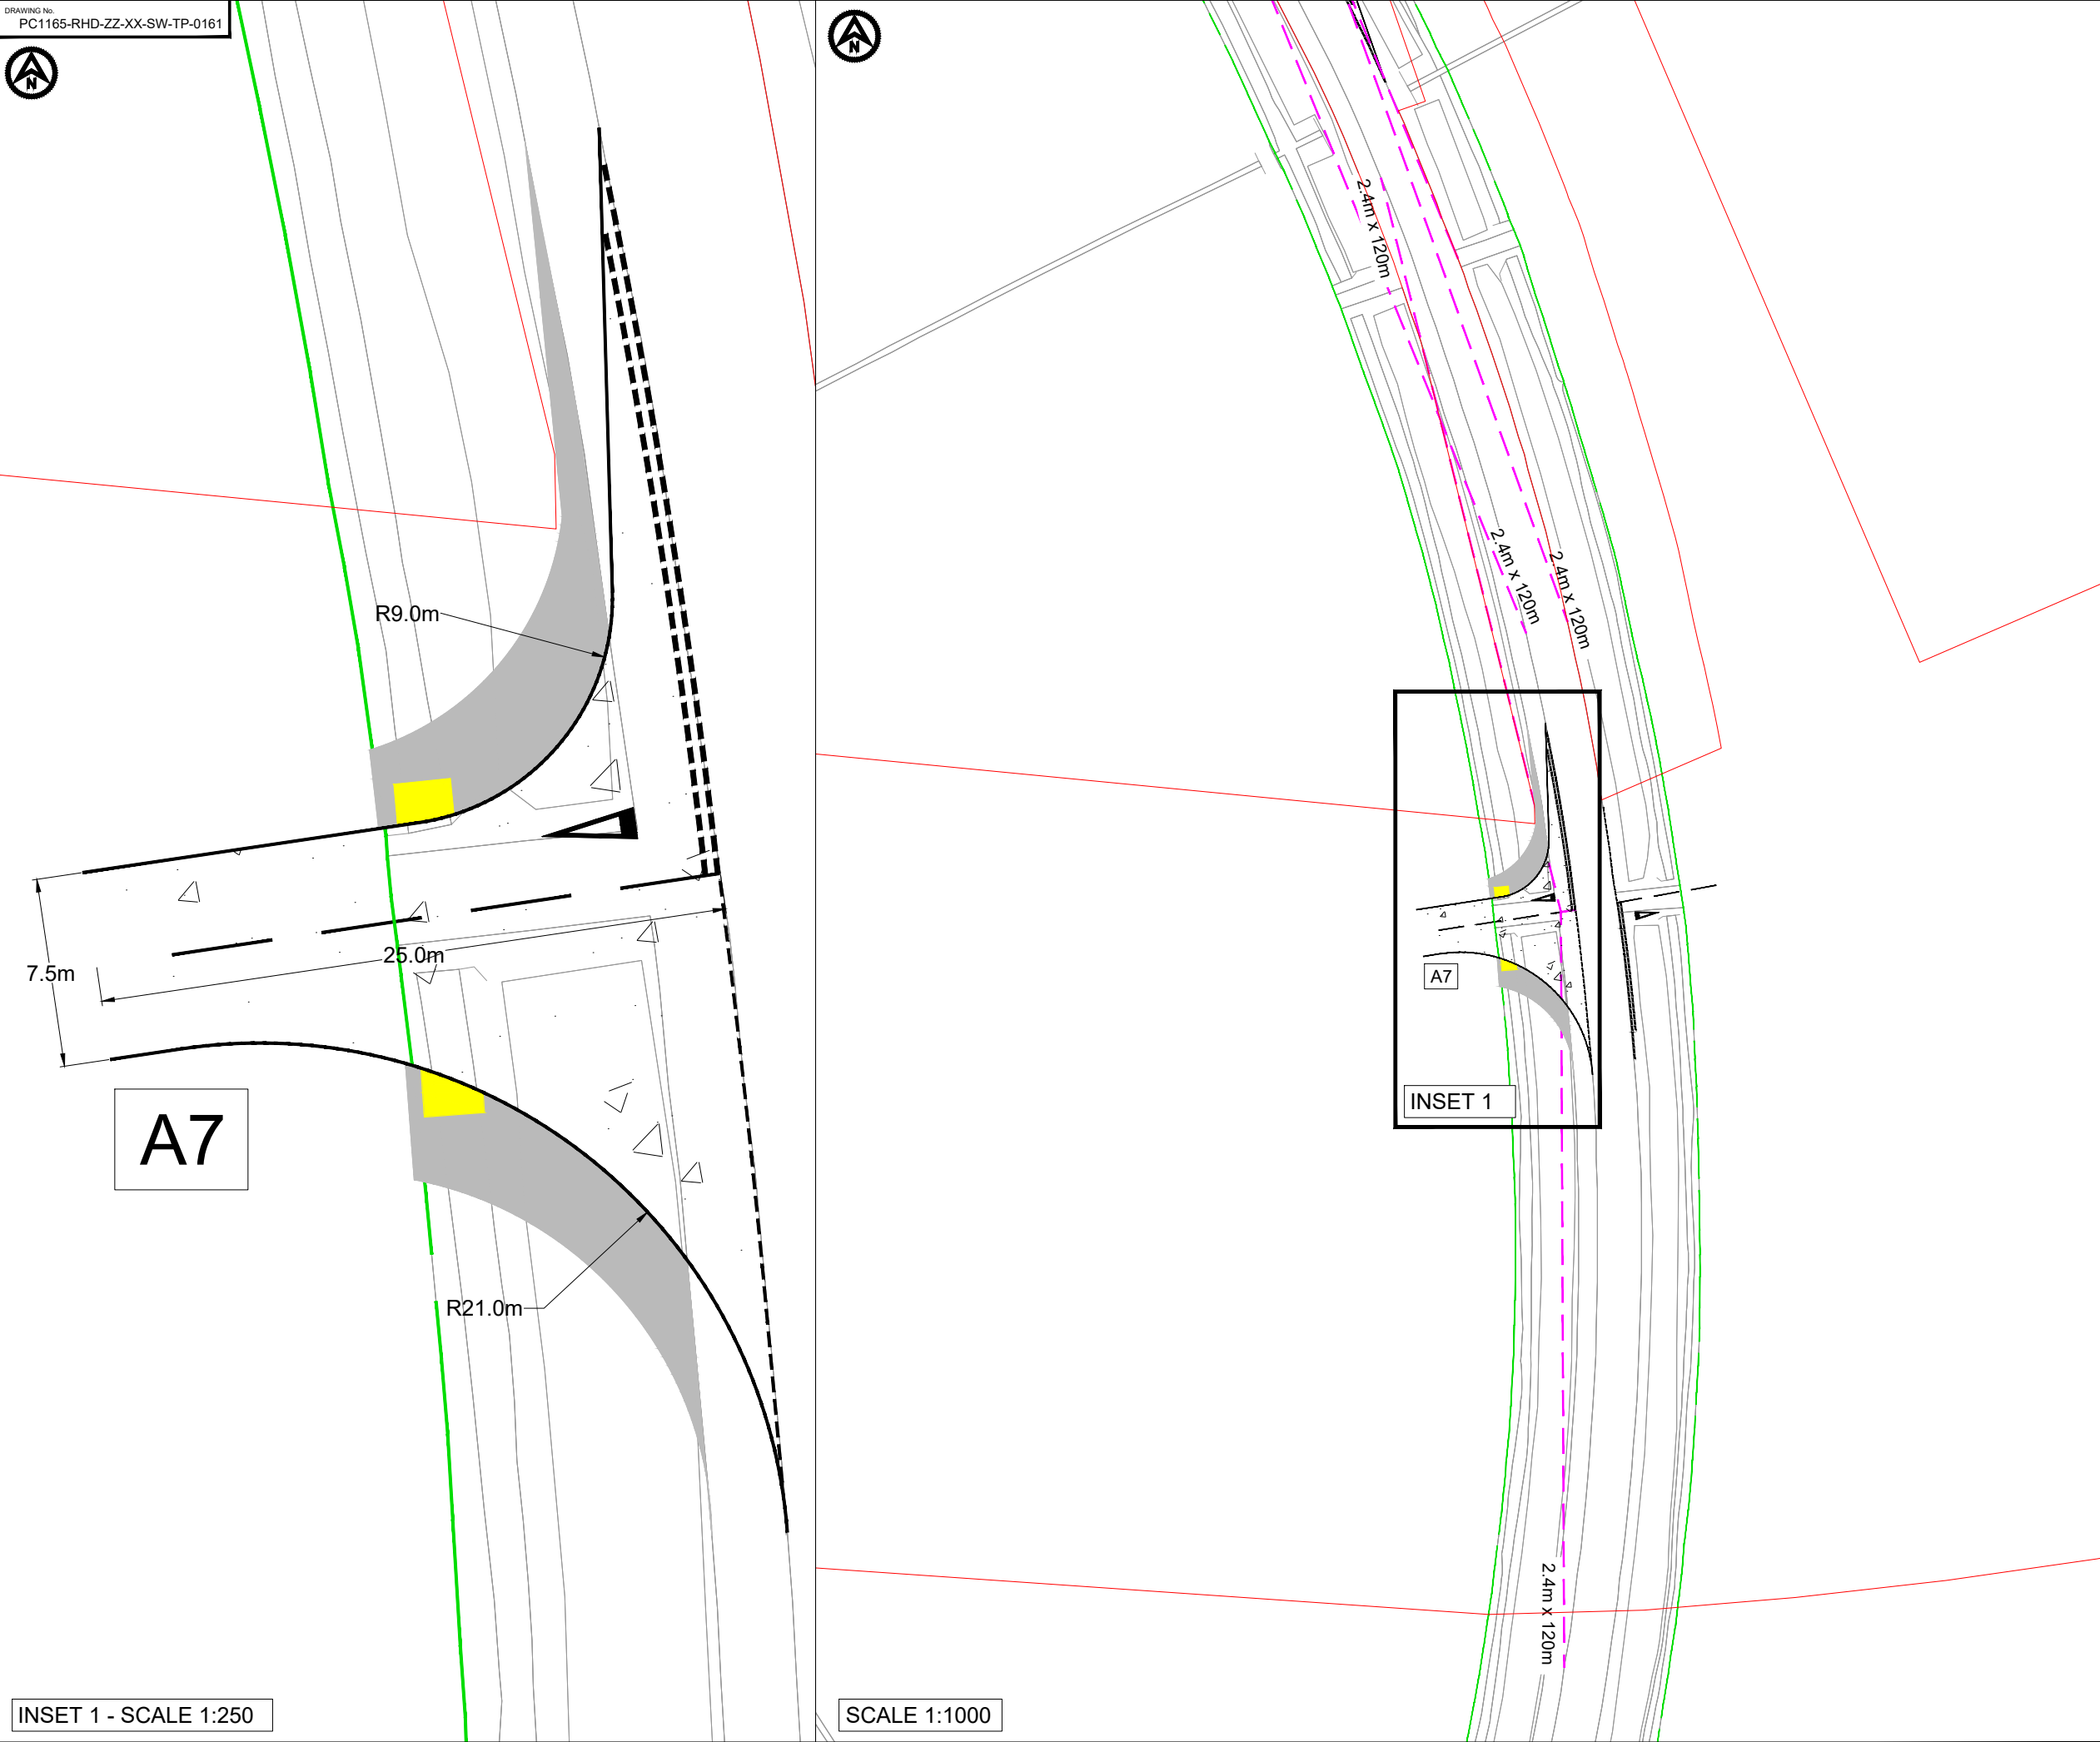 DRAWING No.
PC1165-RHD-ZZ-XX-SW-TP-0161
N
R9.0m
25.0m
7.5m
A7
R21.0m
INSET 1 - SCALE 1:250
N
2.4m x 120m
2.4m x 120m
2.4m x 120m
A7
INSET 1
2.4m x 120m
SCALE 1:1000